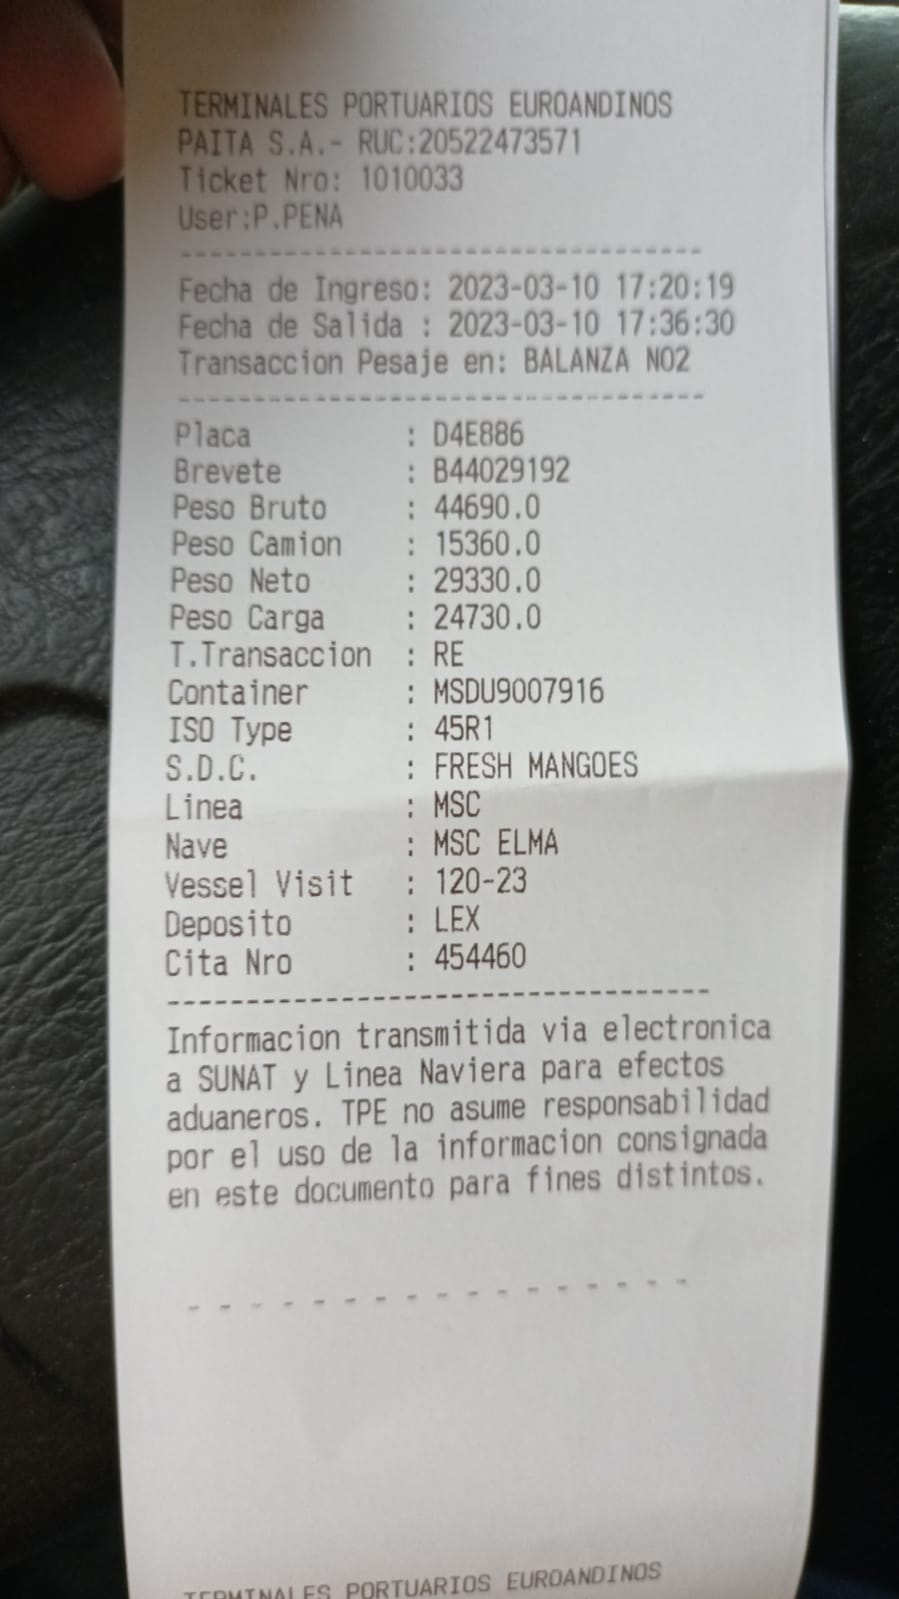 TERMINALES PORTUARIOS EUROANDINOS
PAITA S.A.- RUC:20522473571
Ticket Nro: 1010033
User:P.PENA
-----------------------------------
Fecha de Ingreso: 2023-03-10 17:20:19
Fecha de Salida : 2023-03-10 17:36:30
Transaccion Pesaje en: BALANZA NO2
-----------------------------------
Placa : D4E886
Brevete : B44029192
Peso Bruto : 44690.0
Peso Camion : 15360.0
Peso Neto : 29330.0
Peso Carga : 24730.0
T.Transaccion : RE
Container : MSDU9007916
ISO Type : 45R1
S.D.C. : FRESH MANGOES
Linea : MSC
Nave : MSC ELMA
Vessel Visit : 120-23
Deposito : LEX
Cita Nro : 454460
-----------------------------------
Informacion transmitida via electronica
a SUNAT y Linea Naviera para efectos
aduaneros. TPE no asume responsabilidad
por el uso de la informacion consignada
en este documento para fines distintos.
- - - - - - - - - - - - - - - - -
TERMINALES PORTUARIOS EUROANDINOS